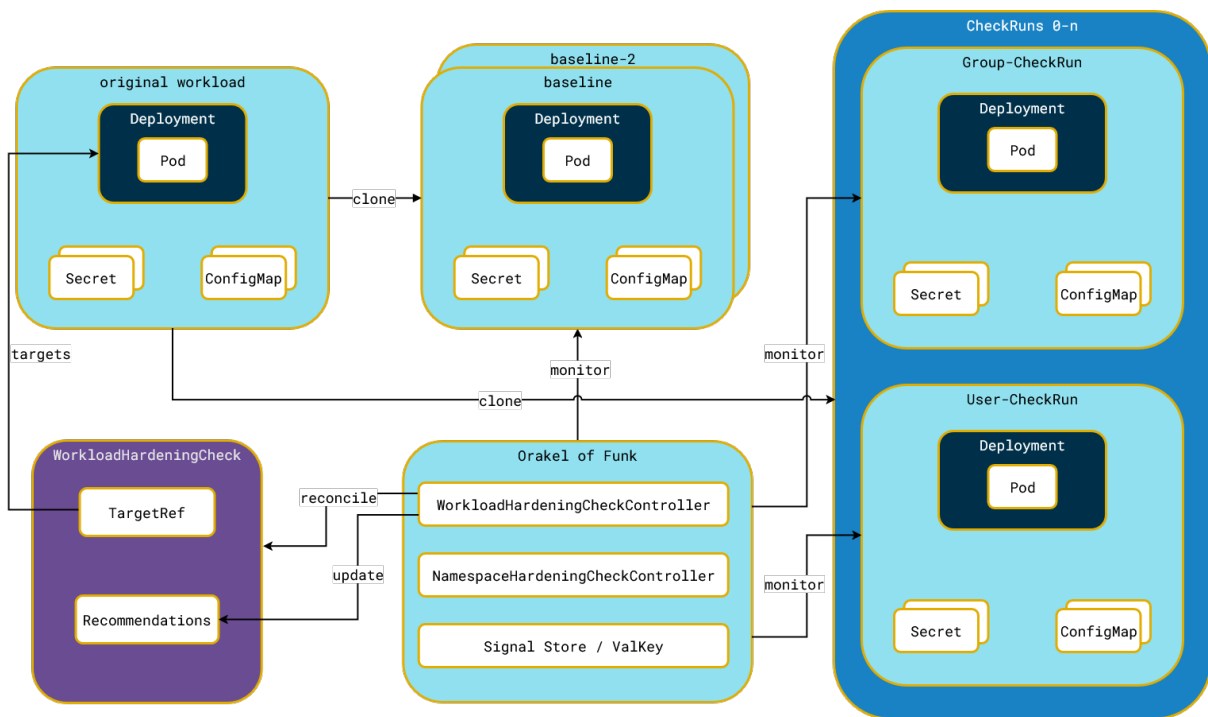 original workload
Deployment
Pod
Secret
ConfigMap
clone
baseline-2
baseline
Deployment
Pod
Secret
ConfigMap
CheckRuns 0-n
Group-CheckRun
Deployment
Pod
Secret
ConfigMap
targets
monitor
monitor
clone
User-CheckRun
Deployment
Pod
Secret
ConfigMap
WorkloadHardeningCheck
TargetRef
Recommendations
reconcile
update
Orakel of Funk
WorkloadHardeningCheckController
NamespaceHardeningCheckController
Signal Store / ValKey
monitor